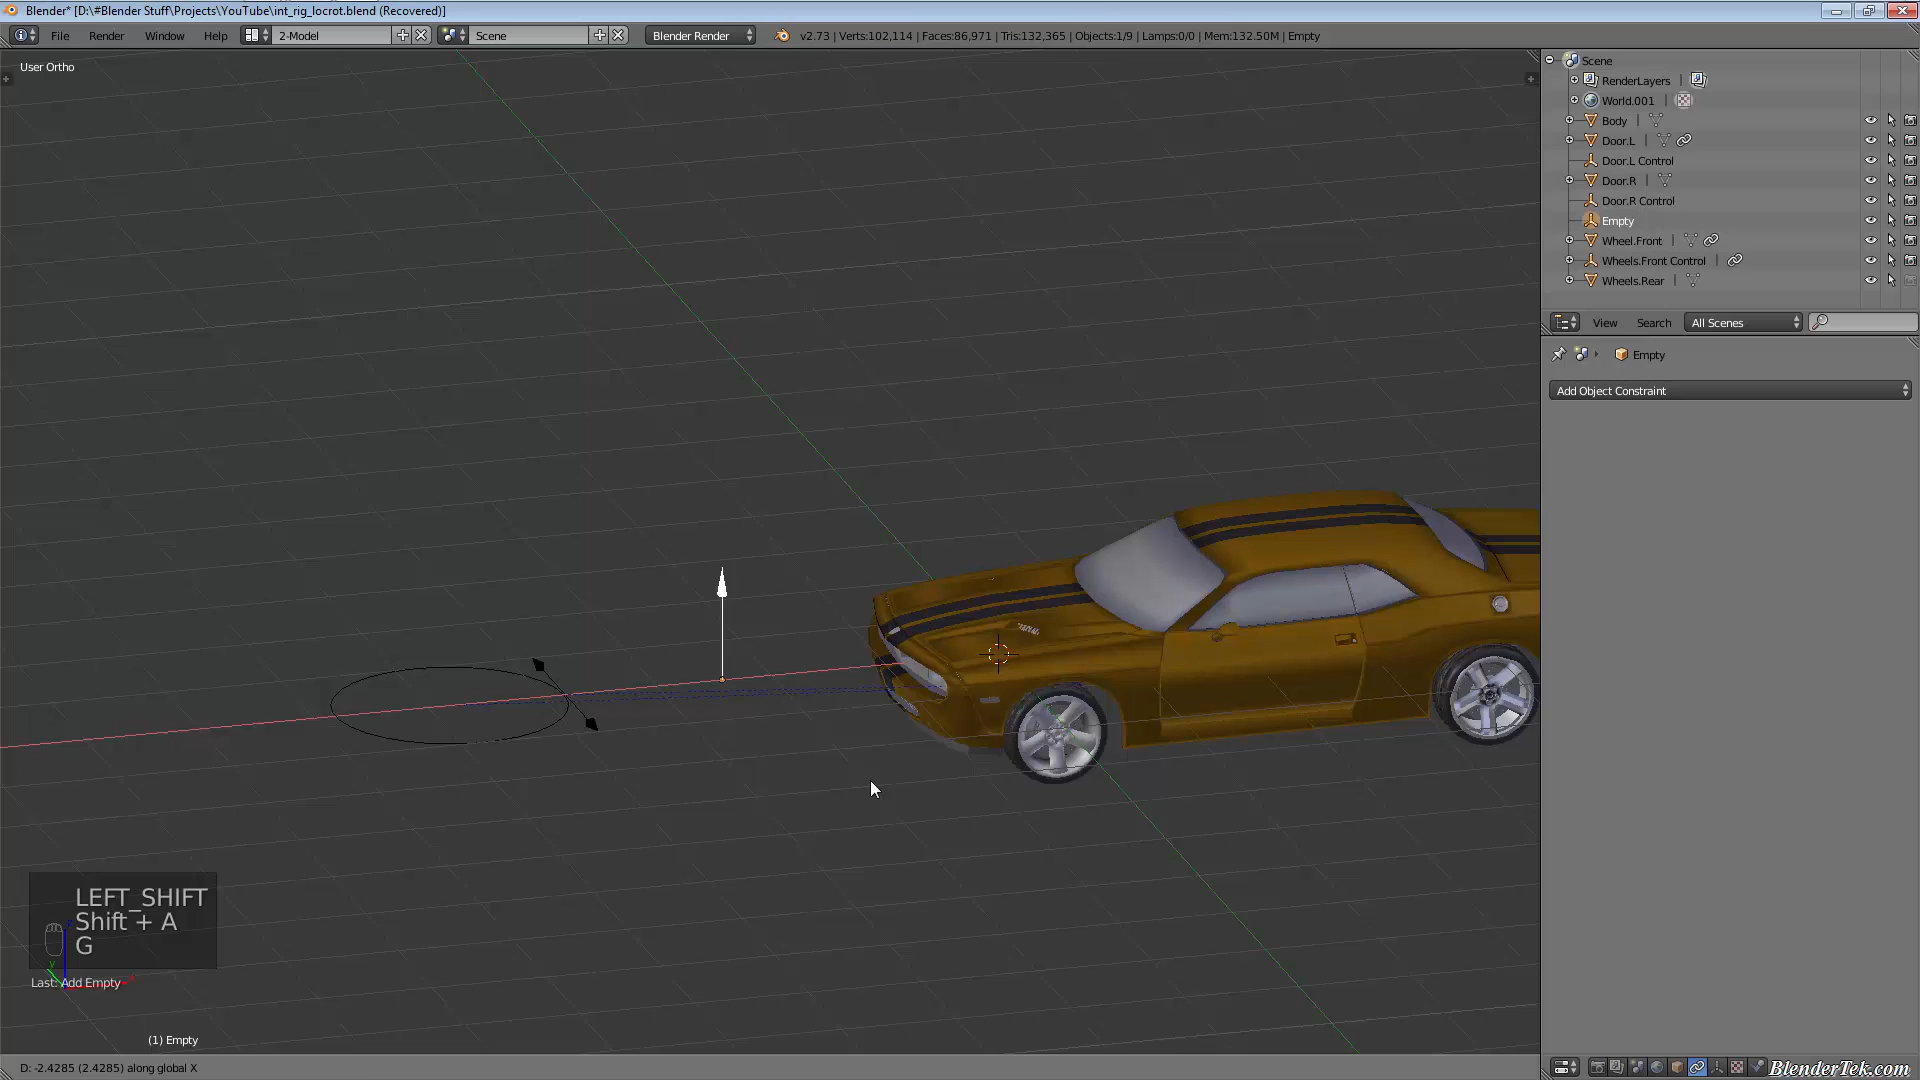 Blender* [D:\#Blender Stuff\Projects\YouTube\int_rig_locrot.blend (Recovered)]
File Render Window Help 2-Model Scene Blender Render v2.73 | Verts:102,114 | Faces:86,971 | Tris:132,365 | Objects:1/9 | Lamps:0/0 | Mem:132.50M | Empty
User Ortho
Scene
RenderLayers
World.001
Body
Door.L
Door.L Control
Door.R
Door.R Control
Empty
Wheel.Front
Wheels.Front Control
Wheels.Rear
View Search All Scenes
Empty
Add Object Constraint
LEFT_SHIFT
Shift + A
G
y
Last: Add Empty
(1) Empty
D: -2.4285 (2.4285) along global X
BlenderTek.com